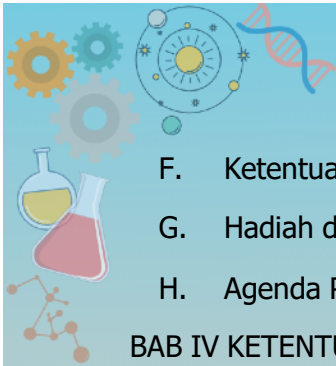 F. Ketentua
G. Hadiah d
H. Agenda P
BAB IV KETENTU